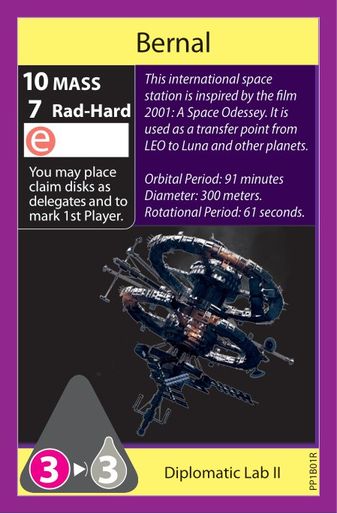 Bernal
10 MASS
7 Rad-Hard
e
You may place
claim disks as
delegates and to
mark 1st Player.
This international space
station is inspired by the film
2001: A Space Odessey. It is
used as a transfer point from
LEO to Luna and other planets.
Orbital Period: 91 minutes
Diameter: 300 meters.
Rotational Period: 61 seconds.
3 3
Diplomatic Lab II
PP1B01R